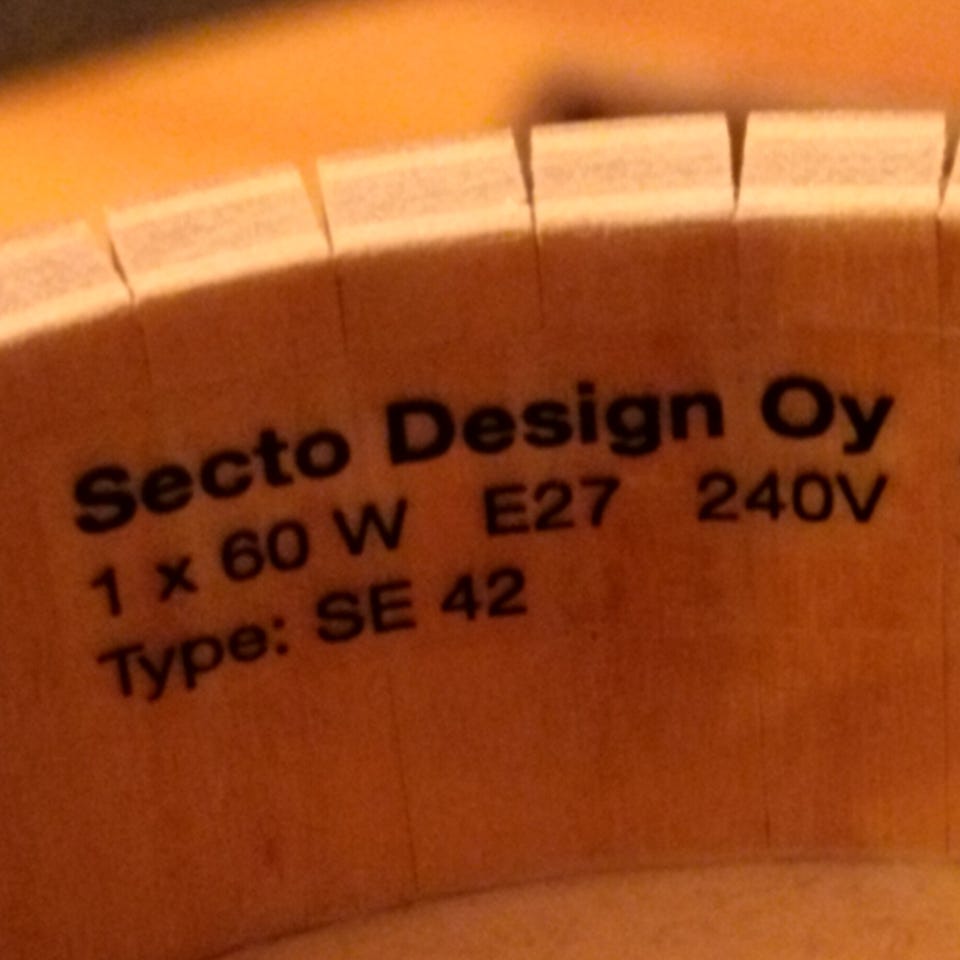 Secto Design Oy
1 x 60 W E27 240V
Type: SE 42